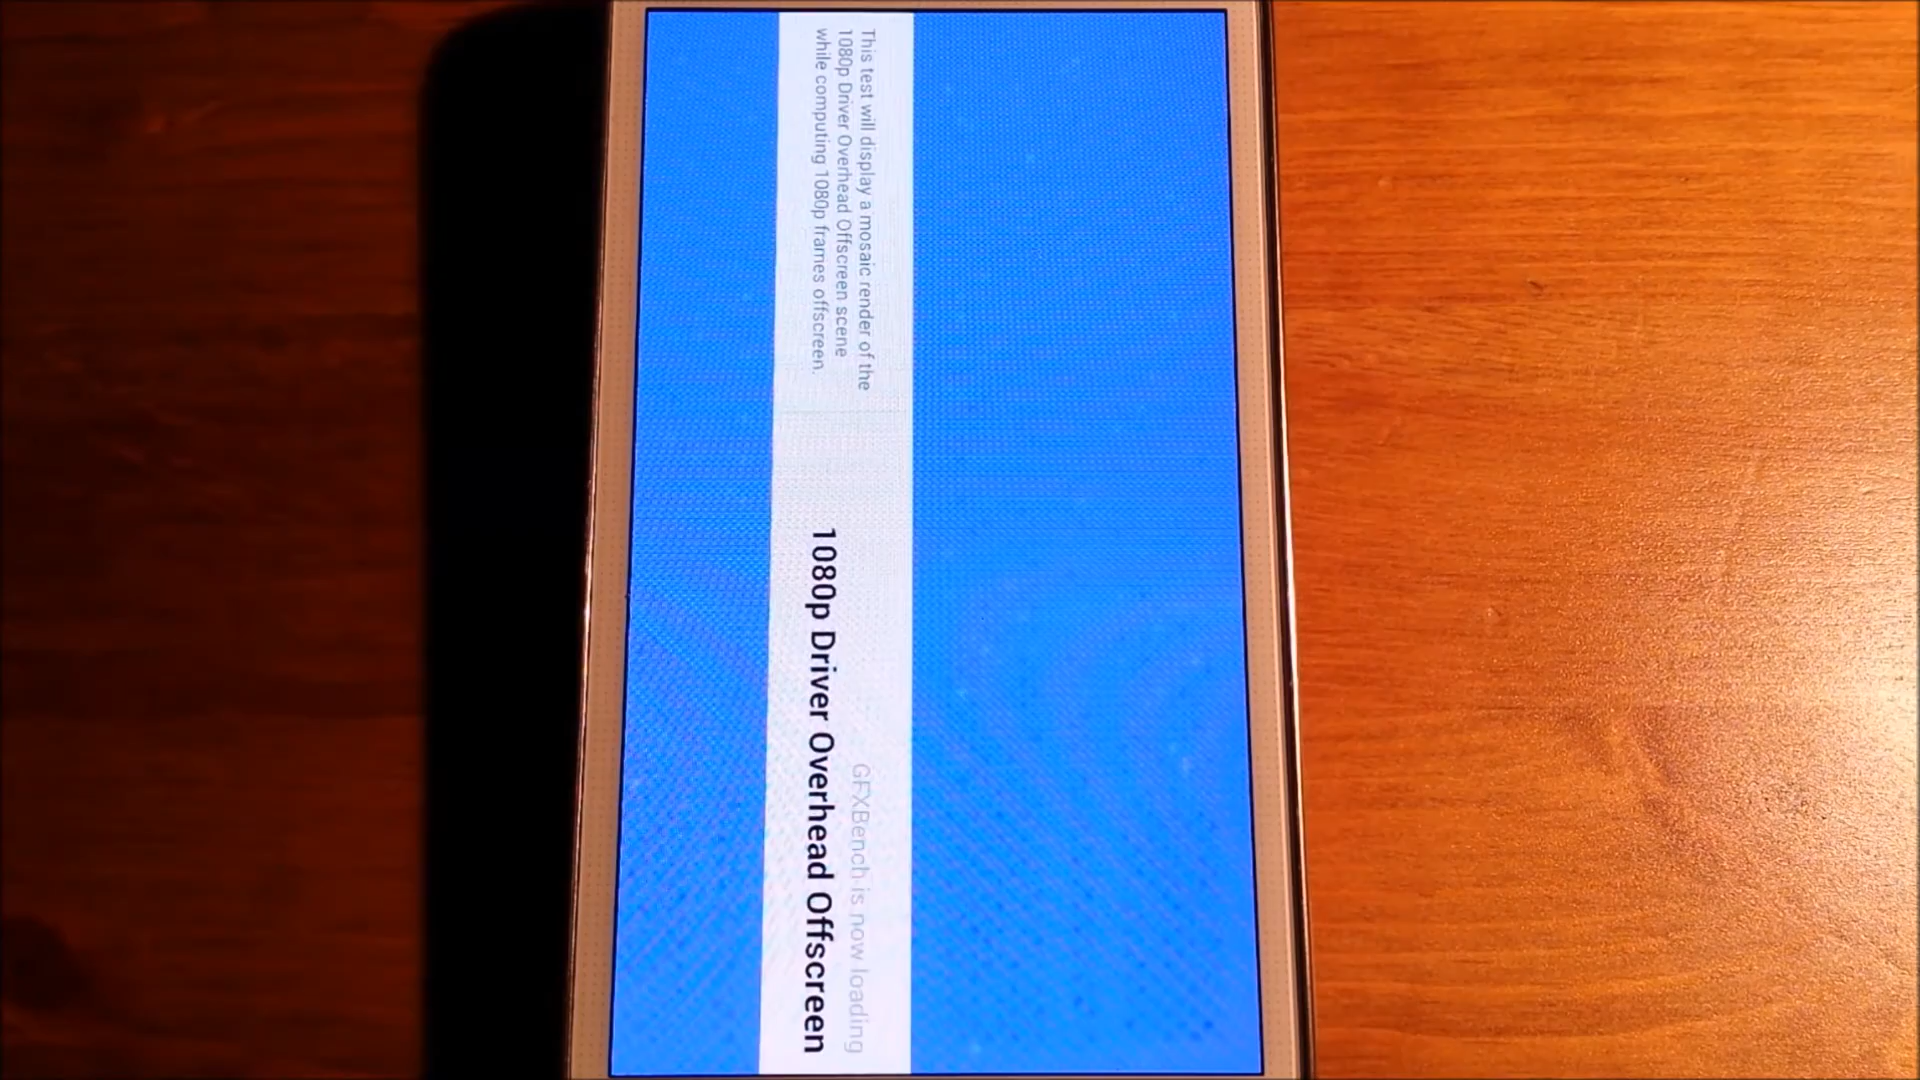 This test will display a mosaic render of the
1080p Driver Overhead Offscreen scene
while computing 1080p frames offscreen.
GFXBench is now loading
1080p Driver Overhead Offscreen